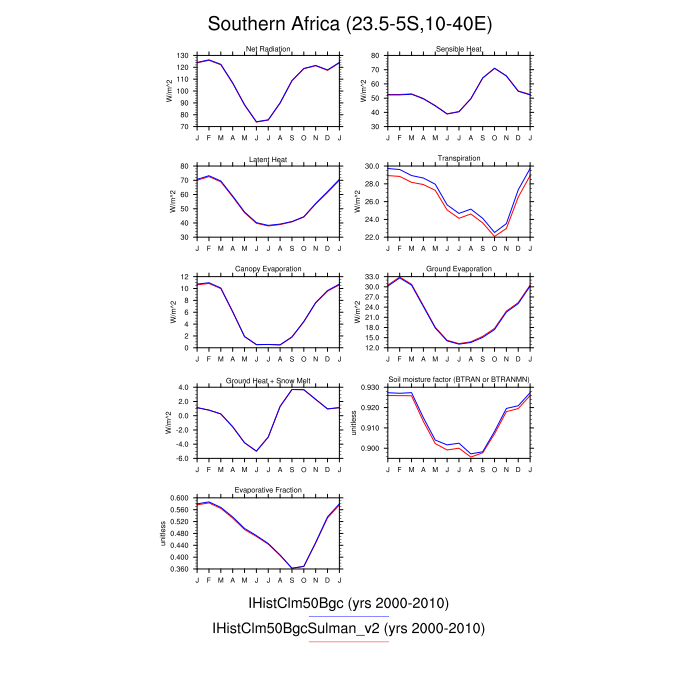 Southern Africa (23.5-5S,10-40E)
Net Radiation
W/m^2
130
120
110
100
90
80
70
J F M A M J J A S O N D J
Sensible Heat
W/m^2
80
70
60
50
40
30
J F M A M J J A S O N D J
Latent Heat
W/m^2
80
70
60
50
40
30
J F M A M J J A S O N D J
Transpiration
W/m^2
30.0
28.0
26.0
24.0
22.0
J F M A M J J A S O N D J
Canopy Evaporation
W/m^2
12
10
8
6
4
2
0
J F M A M J J A S O N D J
Ground Evaporation
W/m^2
33.0
30.0
27.0
24.0
21.0
18.0
15.0
12.0
J F M A M J J A S O N D J
Ground Heat + Snow Melt
W/m^2
4.0
2.0
0.0
-2.0
-4.0
-6.0
J F M A M J J A S O N D J
Soil moisture factor (BTRAN or BTRANMN)
unitless
0.930
0.920
0.910
0.900
J F M A M J J A S O N D J
Evaporative Fraction
unitless
0.600
0.560
0.520
0.480
0.440
0.400
0.360
J F M A M J J A S O N D J
IHistClm50Bgc (yrs 2000-2010)
IHistClm50BgcSulman_v2 (yrs 2000-2010)